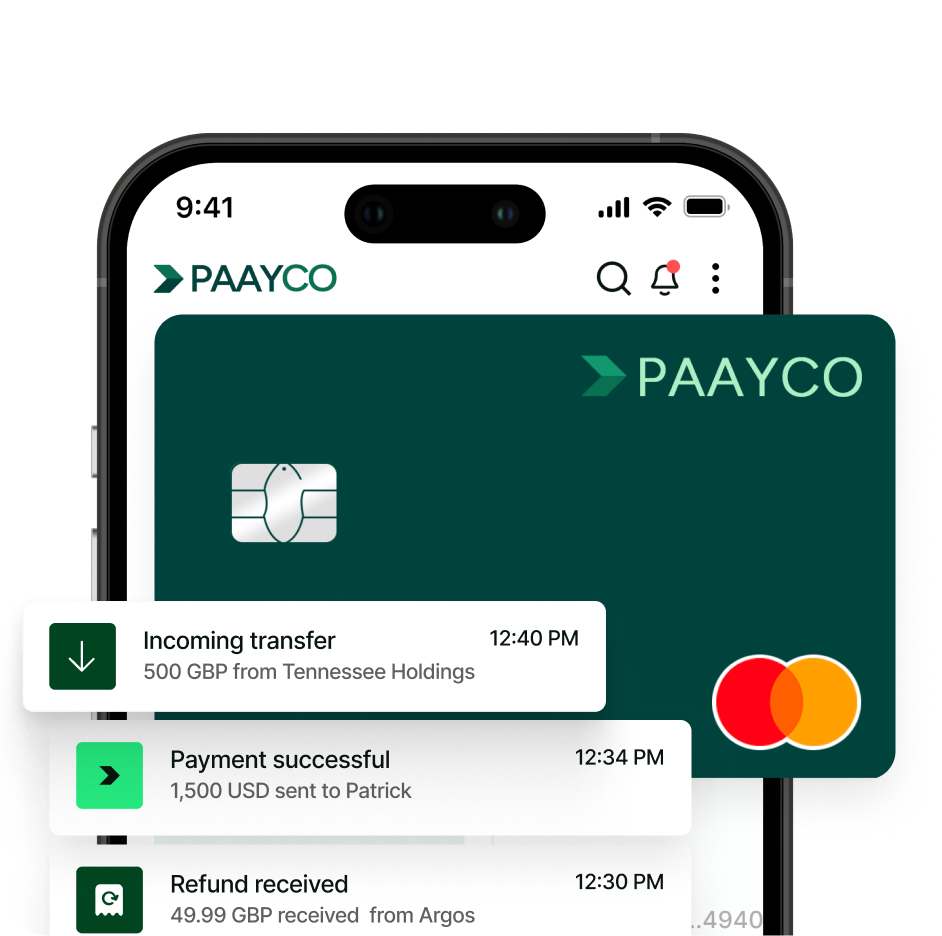 9:41
PAAYCO
PAAYCO
Incoming transfer 12:40 PM
500 GBP from Tennessee Holdings
Payment successful 12:34 PM
1,500 USD sent to Patrick
Refund received 12:30 PM
49.99 GBP received  from Argos
..4940